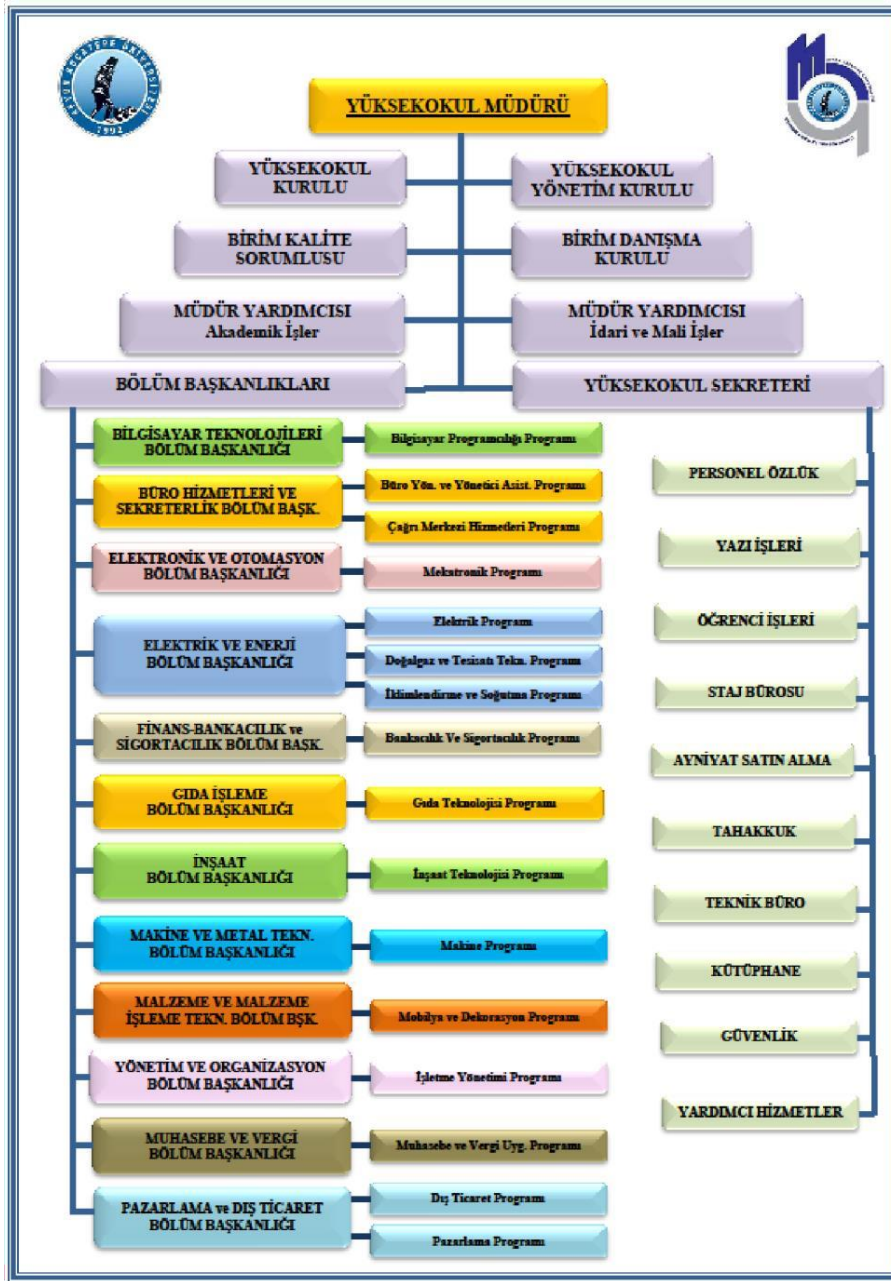 AFYON KOCATEPE ÜNİVERSİTESİ
1992
YÜKSEKOKUL MÜDÜRÜ
YÜKSEKOKUL
KURULU
YÜKSEKOKUL
YÖNETİM KURULU
BİRİM KALİTE
SORUMLUSU
BİRİM DANIŞMA
KURULU
MÜDÜR YARDIMCISI
Akademik İşler
MÜDÜR YARDIMCISI
İdari ve Mali İşler
BÖLÜM BAŞKANLIKLARI
YÜKSEKOKUL SEKRETERİ
BİLGİSAYAR TEKNOLOJİLERİ
BÖLÜM BAŞKANLIĞI
Bilgisayar Programcılığı Programı
BÜRO HİZMETLERİ VE
SEKRETERLİK BÖLÜM BAŞK.
Büro Yön. ve Yönetici Asist. Programı
Çağrı Merkezi Hizmetleri Programı
ELEKTRONİK VE OTOMASYON
BÖLÜM BAŞKANLIĞI
Mekatronik Programı
ELEKTRİK VE ENERJİ
BÖLÜM BAŞKANLIĞI
Elektrik Programı
Doğalgaz ve Tesisatı Tekn. Programı
İklimlendirme ve Soğutma Programı
FİNANS-BANKACILIK ve
SİGORTACILIK BÖLÜM BAŞK.
Bankacılık Ve Sigortacılık Programı
GIDA İŞLEME
BÖLÜM BAŞKANLIĞI
Gıda Teknolojisi Programı
İNŞAAT
BÖLÜM BAŞKANLIĞI
İnşaat Teknolojisi Programı
MAKİNE VE METAL TEKN.
BÖLÜM BAŞKANLIĞI
Makine Programı
MALZEME VE MALZEME
İŞLEME TEKN. BÖLÜM BŞK.
Mobilya ve Dekorasyon Programı
YÖNETİM VE ORGANİZASYON
BÖLÜM BAŞKANLIĞI
İşletme Yönetimi Programı
MUHASEBE VE VERGİ
BÖLÜM BAŞKANLIĞI
Muhasebe ve Vergi Uyg. Programı
PAZARLAMA ve DIŞ TİCARET
BÖLÜM BAŞKANLIĞI
Dış Ticaret Programı
Pazarlama Programı
PERSONEL ÖZLÜK
YAZI İŞLERİ
ÖĞRENCİ İŞLERİ
STAJ BÜROSU
AYNİYAT SATIN ALMA
TAHAKKUK
TEKNİK BÜRO
KÜTÜPHANE
GÜVENLİK
YARDIMCI HİZMETLER